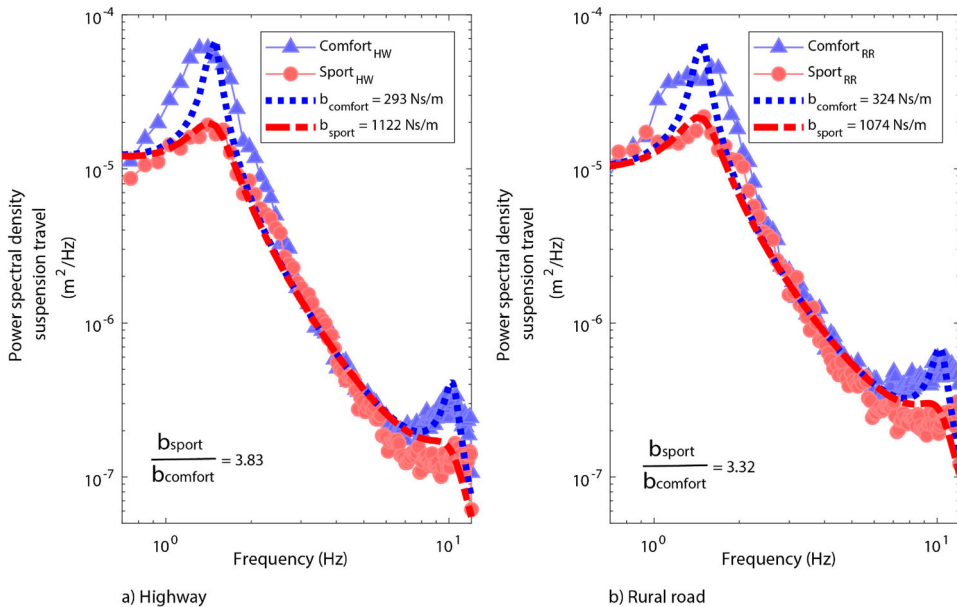 Power spectral density
suspension travel
(m²/Hz)
10⁻⁴
10⁻⁵
10⁻⁶
10⁻⁷
Comfort_HW
Sport_HW
b_comfort = 293 Ns/m
b_sport = 1122 Ns/m
b_sport
b_comfort
= 3.83
10⁰
10¹
Frequency (Hz)
a) Highway
Power spectral density
suspension travel
(m²/Hz)
10⁻⁴
10⁻⁵
10⁻⁶
10⁻⁷
Comfort_RR
Sport_RR
b_comfort = 324 Ns/m
b_sport = 1074 Ns/m
bsport
bcomfort
= 3.32
10⁰
10¹
Frequency (Hz)
b) Rural road